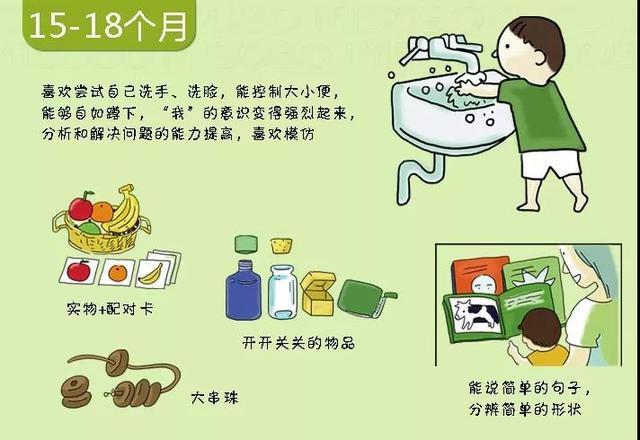 15-18个月
喜欢尝试自己洗手、洗脸，能控制大小便，
能够自如蹲下，“我”的意识变得强烈起来，
分析和解决问题的能力提高，喜欢模仿
实物+配对卡
开开关关的物品
大串珠
能说简单的句子，
分辨简单的形状